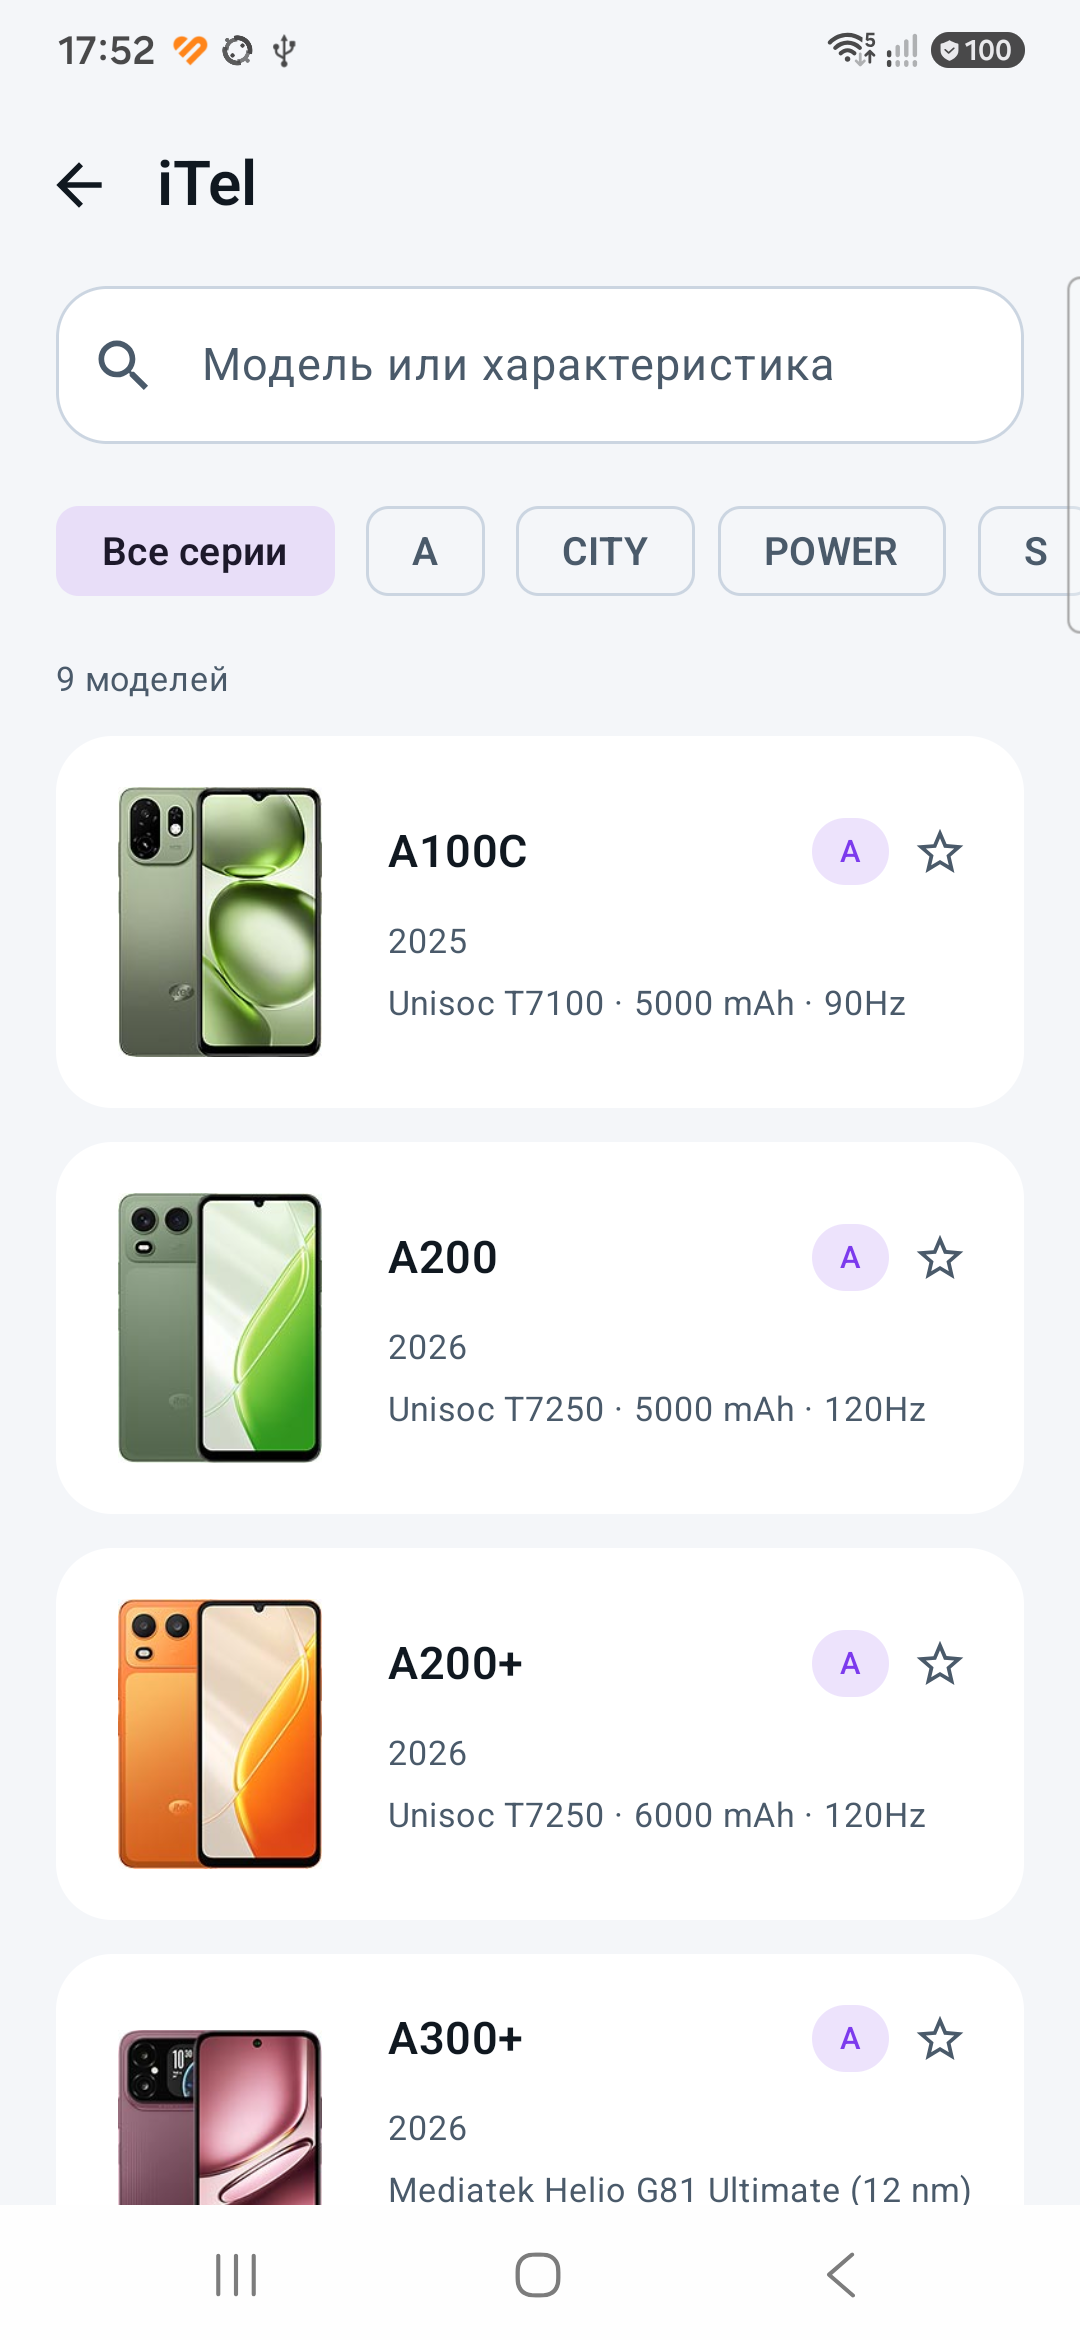 17:52
5
100
iTel
Модель или характеристика
Все серии
A
CITY
POWER
S
9 моделей
A100C
A
2025
Unisoc T7100 · 5000 mAh · 90Hz
A200
A
2026
Unisoc T7250 · 5000 mAh · 120Hz
A200+
A
2026
Unisoc T7250 · 6000 mAh · 120Hz
10:
A300+
A
2026
Mediatek Helio G81 Ultimate (12 nm)